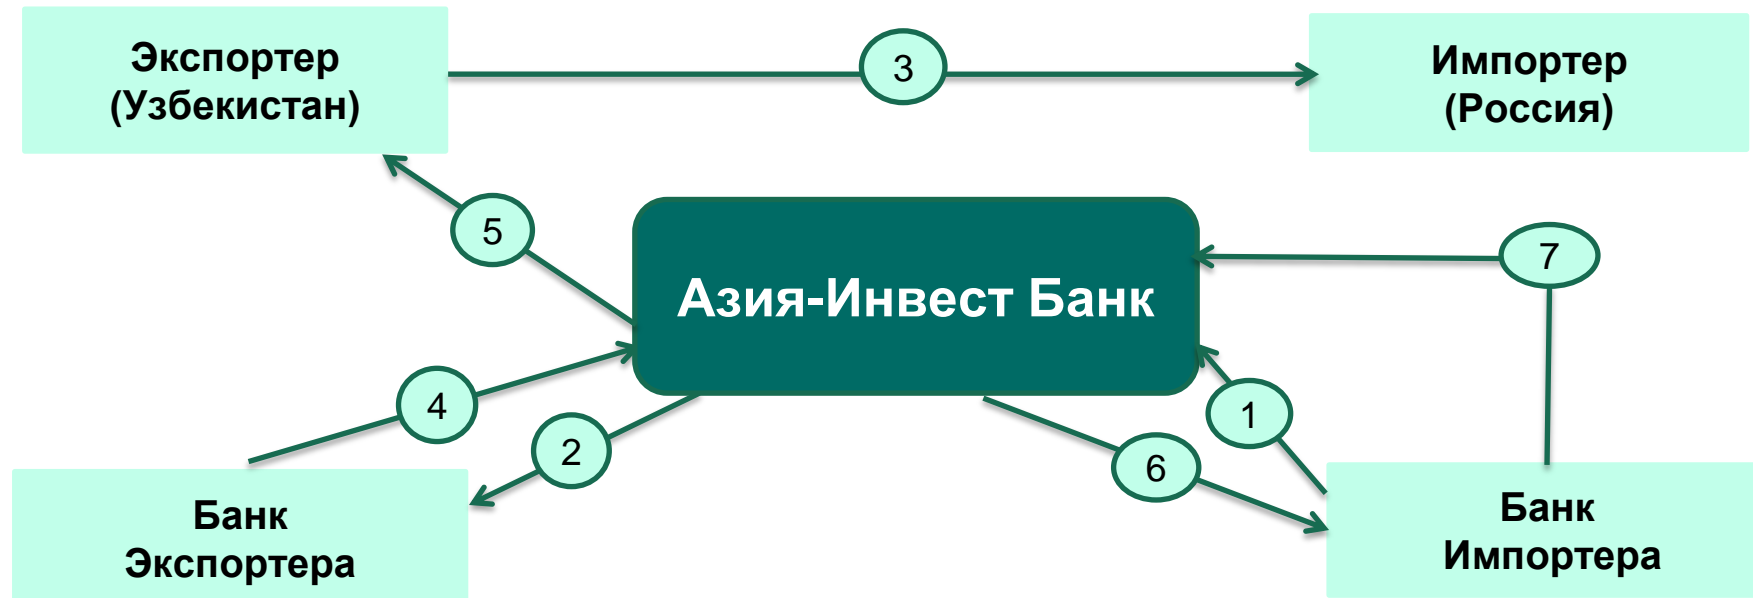 Экспортер
(Узбекистан)
3
Импортер
(Россия)
5
Азия-Инвест Банк
7
4
2
1
6
Банк
Экспортера
Банк
Импортера